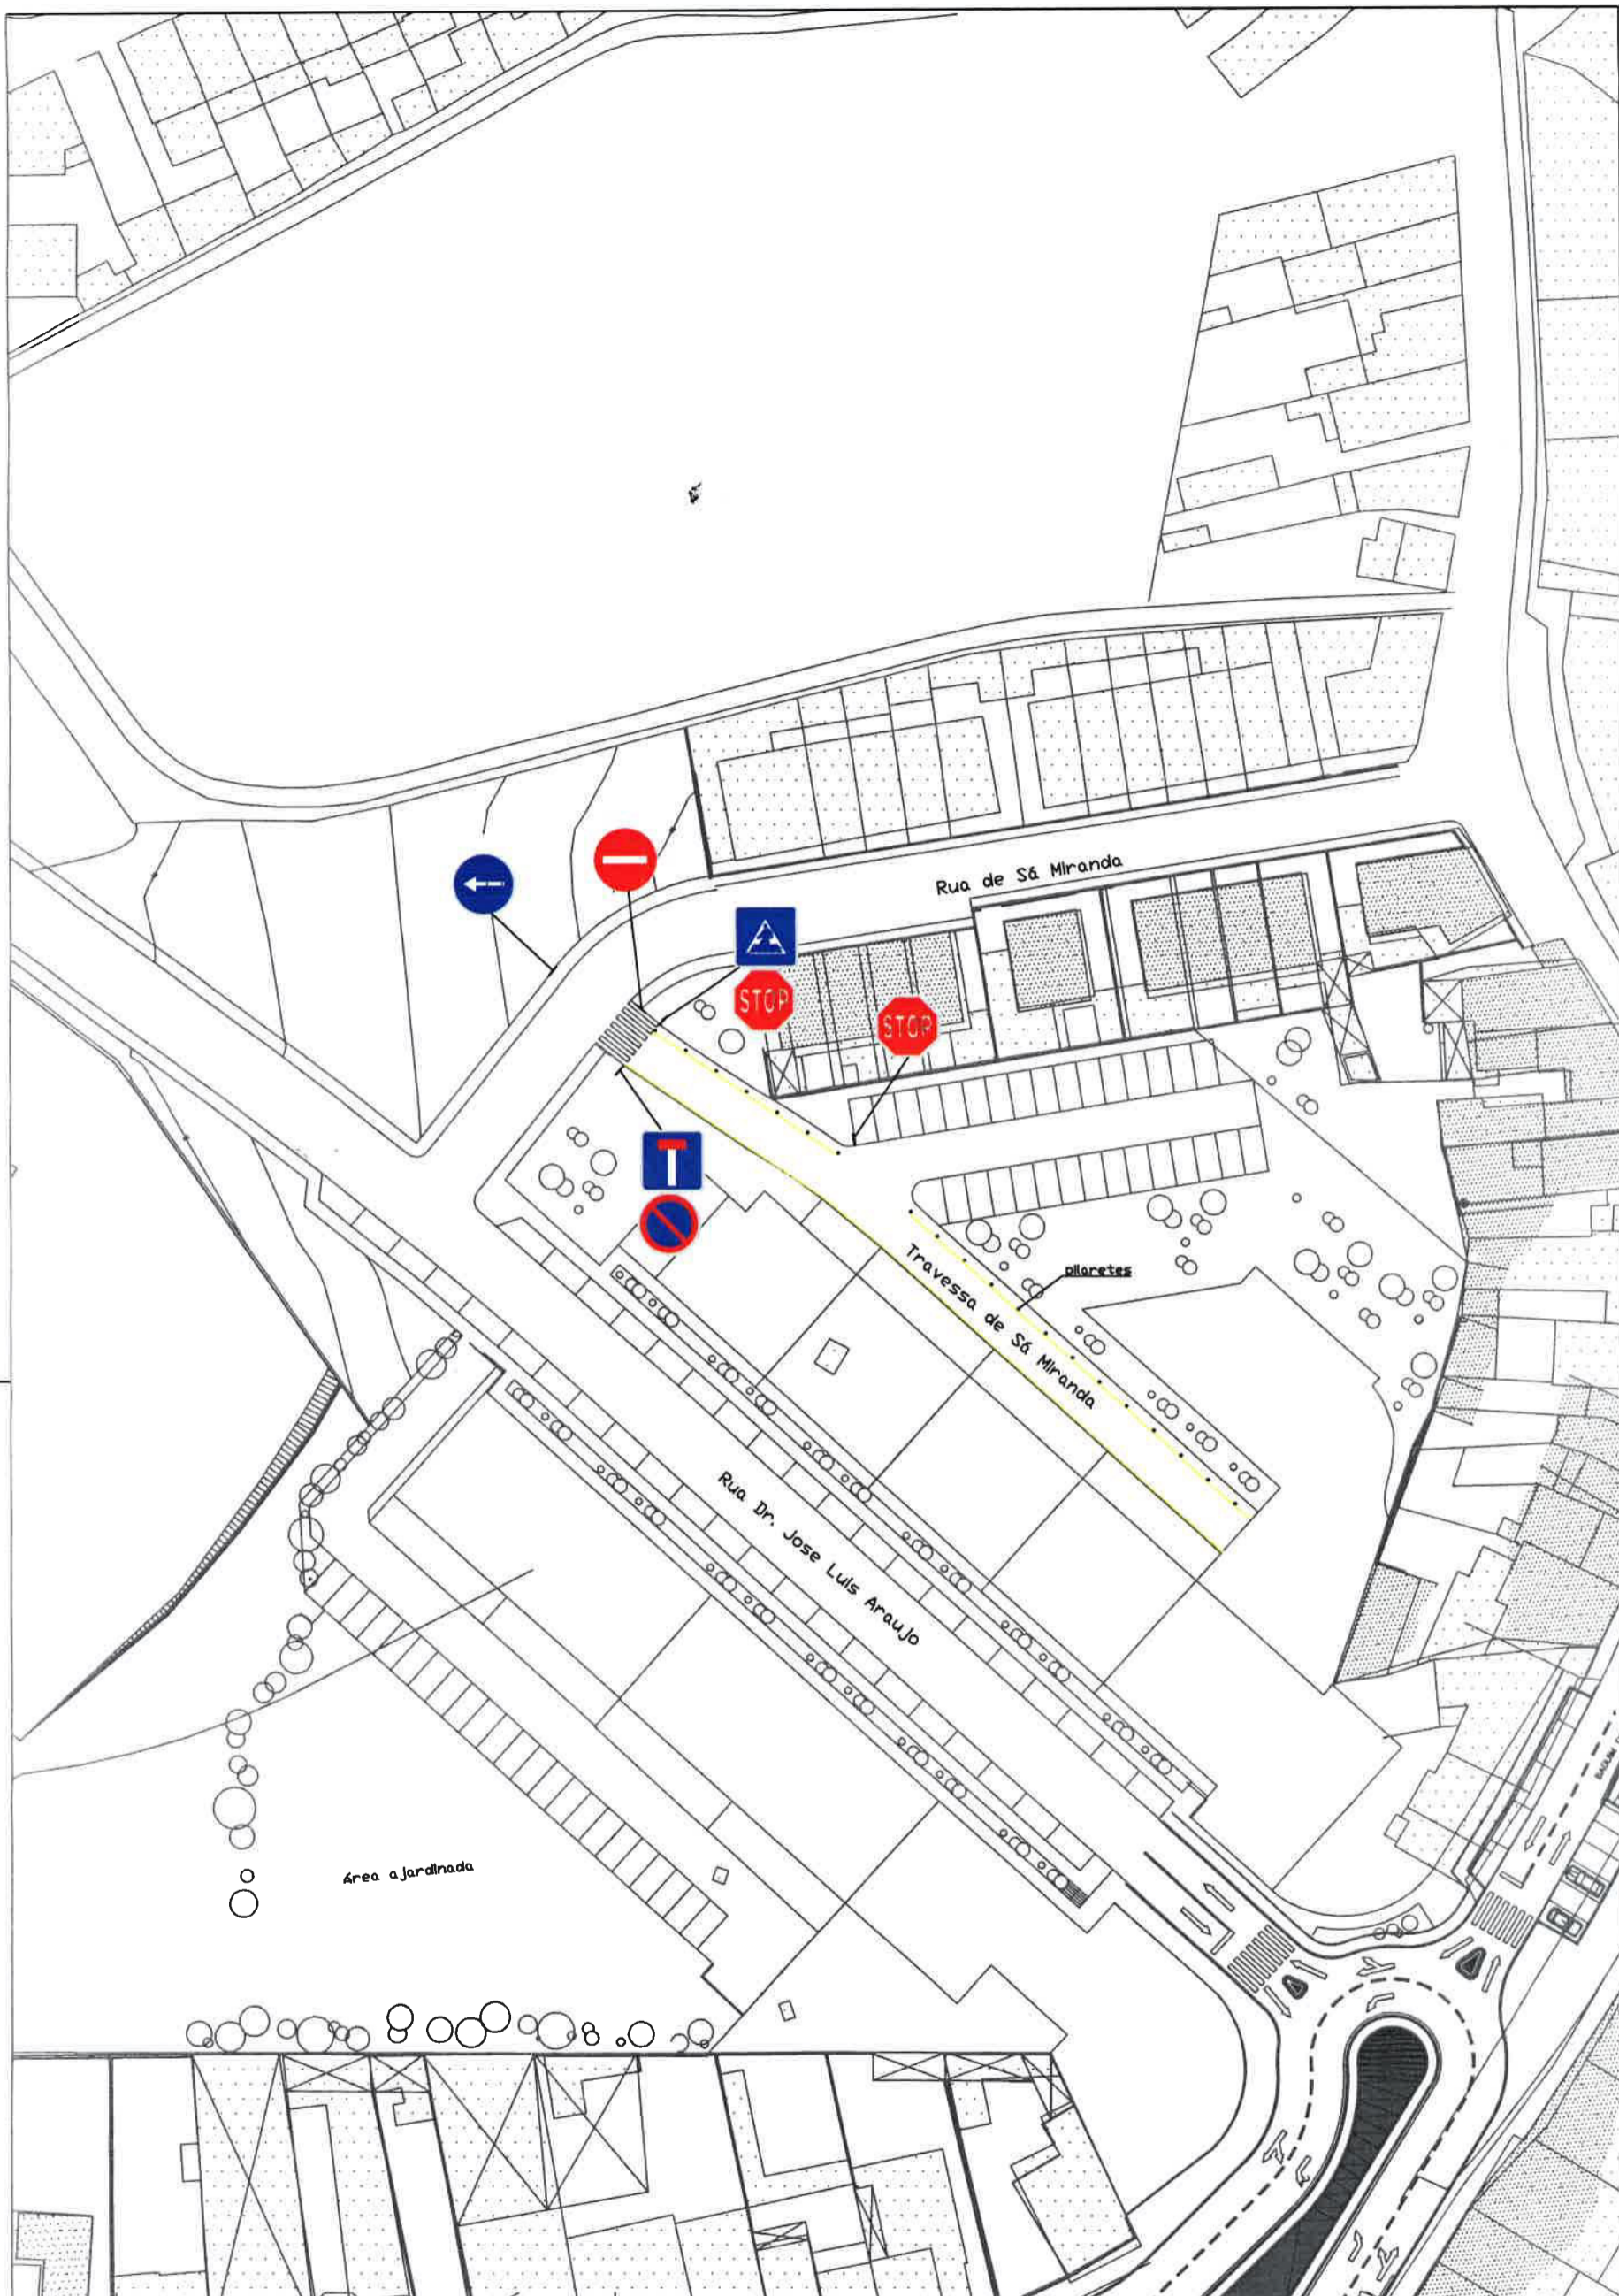 Rua de Sá Miranda
STOP
STOP
Travessa de Sá Miranda
pilaretes
Rua Dr. Jose Luis Araujo
área ajardinada